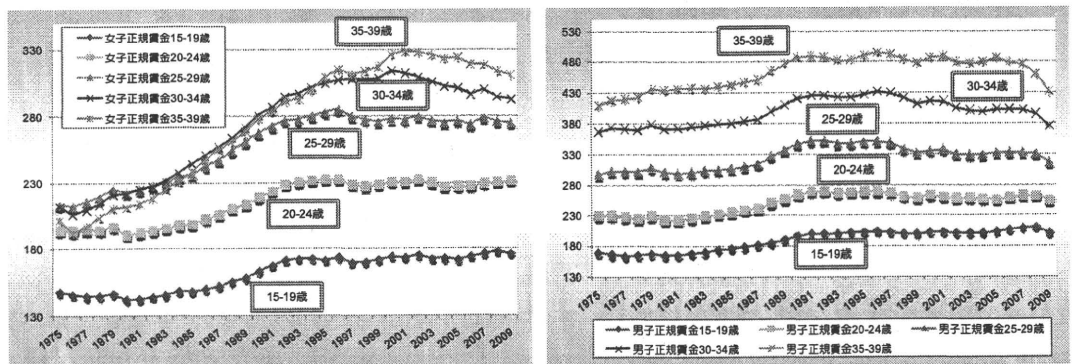 女子正規賃金15-19歳
女子正規賃金20-24歳
女子正規賃金25-29歳
女子正規賃金30-34歳
女子正規賃金35-39歳
35-39歳
30-34歳
25-29歳
20-24歳
15-19歳
330
280
230
180
130
1975 1977 1979 1981 1983 1985 1987 1989 1991 1993 1995 1997 1999 2001 2003 2005 2007 2009
35-39歳
30-34歳
25-29歳
20-24歳
15-19歳
530
480
430
380
330
280
230
180
130
1975 1977 1979 1981 1983 1985 1987 1989 1991 1993 1995 1997 1999 2001 2003 2005 2007 2009
男子正規賃金15-19歳 男子正規賃金20-24歳 男子正規賃金25-29歳
男子正規賃金30-34歳 男子正規賃金35-39歳